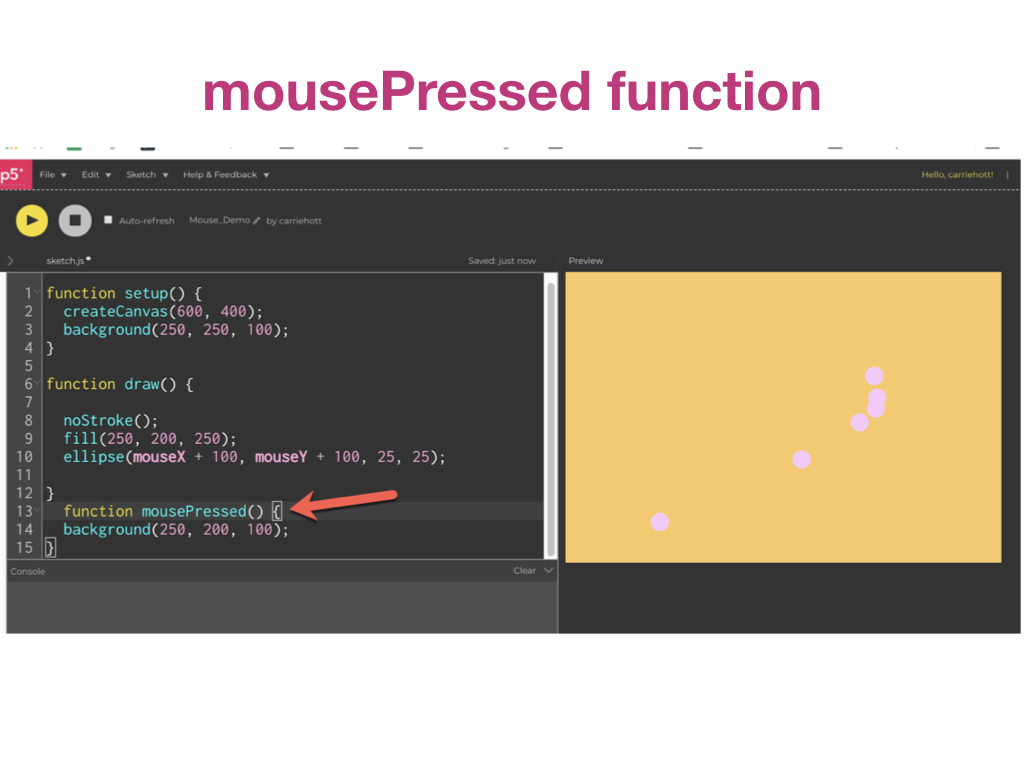 mousePressed function
p5* File ▼ Edit ▼ Sketch ▼ Help & Feedback ▼ Hello, carriehott! |
Auto-refresh Mouse_Demo by carriehott
> sketch.js● Saved: just now Preview
1 function setup() {
2   createCanvas(600, 400);
3   background(250, 250, 100);
4 }
5
6 function draw() {
7
8   noStroke();
9   fill(250, 200, 250);
10   ellipse(mouseX + 100, mouseY + 100, 25, 25);
11
12 }
13   function mousePressed() {
14   background(250, 200, 100);
15 }
Console Clear